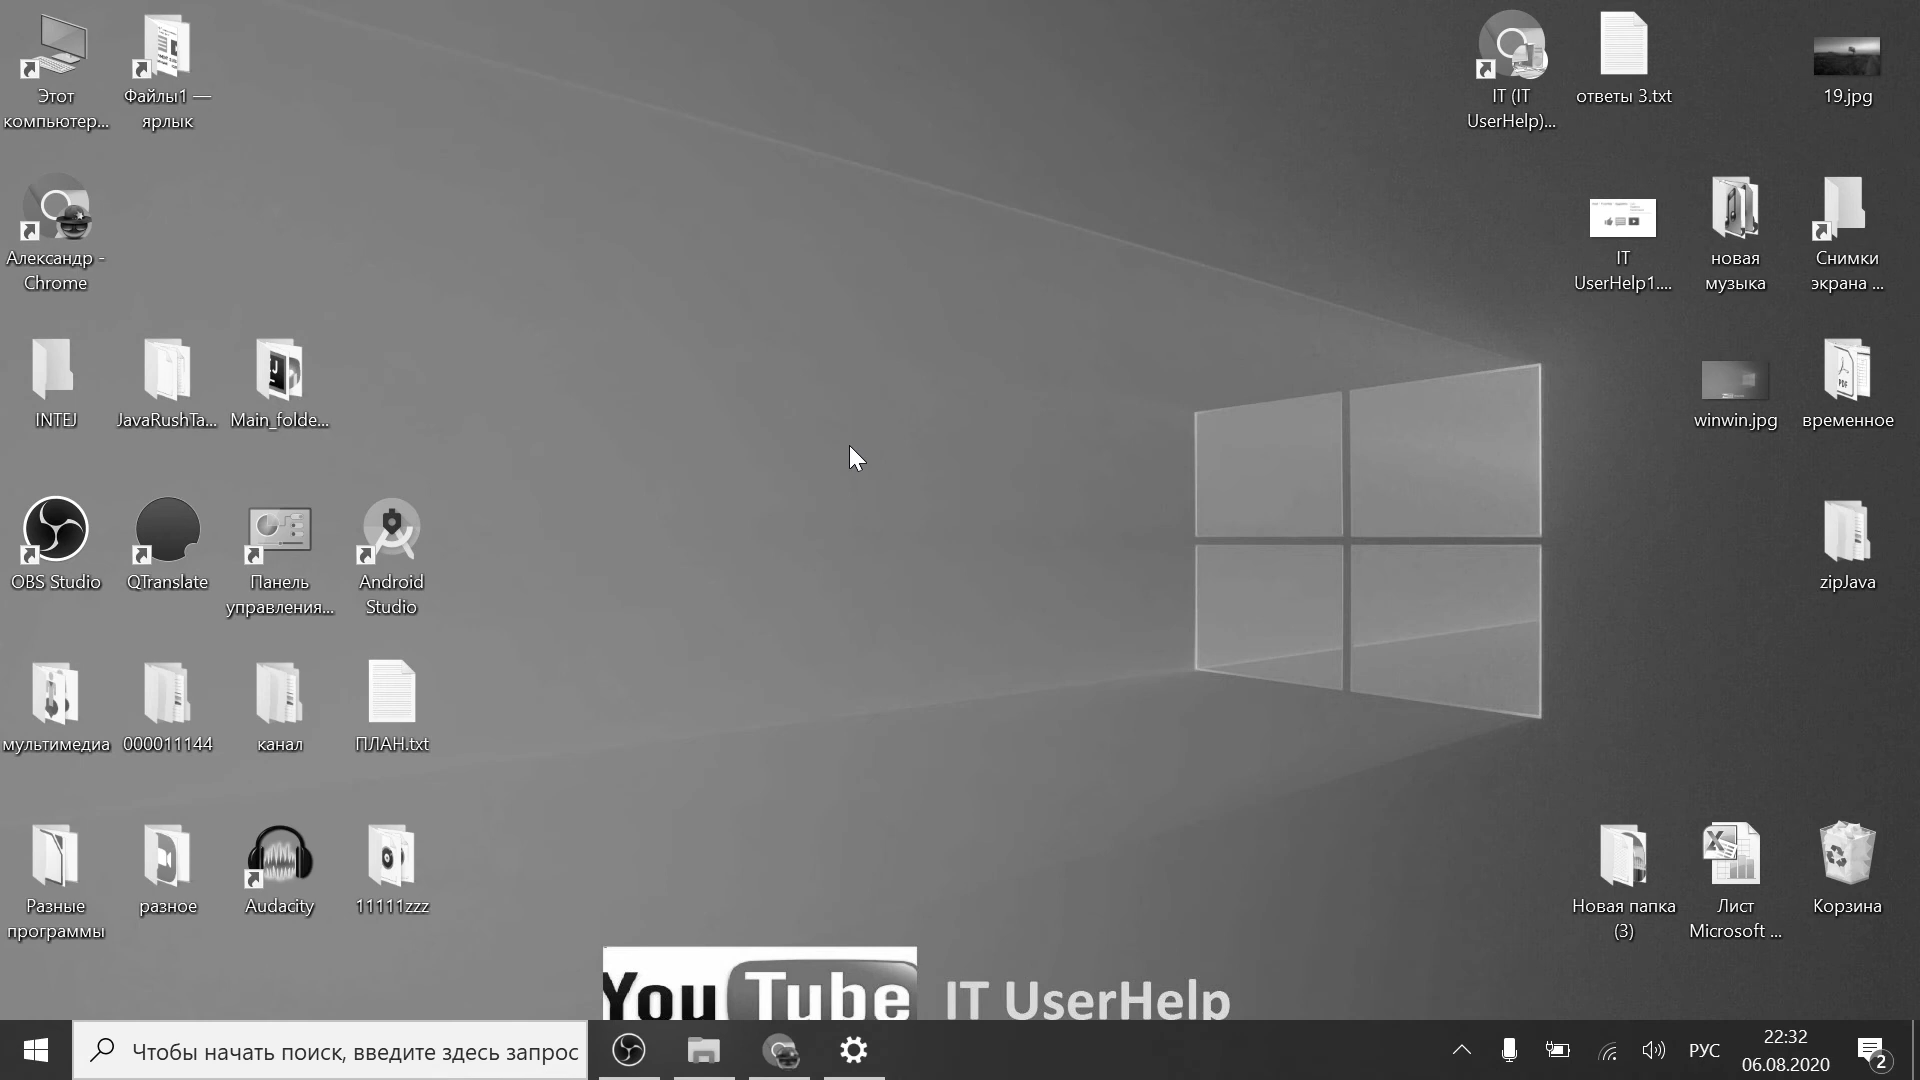 Этот
компьютер...
Файлы1 —
ярлык
IT (IT
UserHelp)...
ответы 3.txt
19.jpg
Александр -
Chrome
IT
UserHelp1....
новая
музыка
Снимки
экрана ...
INTEJ
JavaRushTa...
Main_folde...
winwin.jpg
временное
OBS Studio
QTranslate
Панель
управления...
Android
Studio
zipJava
мультимедиа
000011144
канал
ПЛАН.txt
Разные
программы
разное
Audacity
11111zzz
Новая папка
(3)
Лист
Microsoft ...
Корзина
YouTube
IT UserHelp
Чтобы начать поиск, введите здесь запрос
РУС
22:32
06.08.2020
2